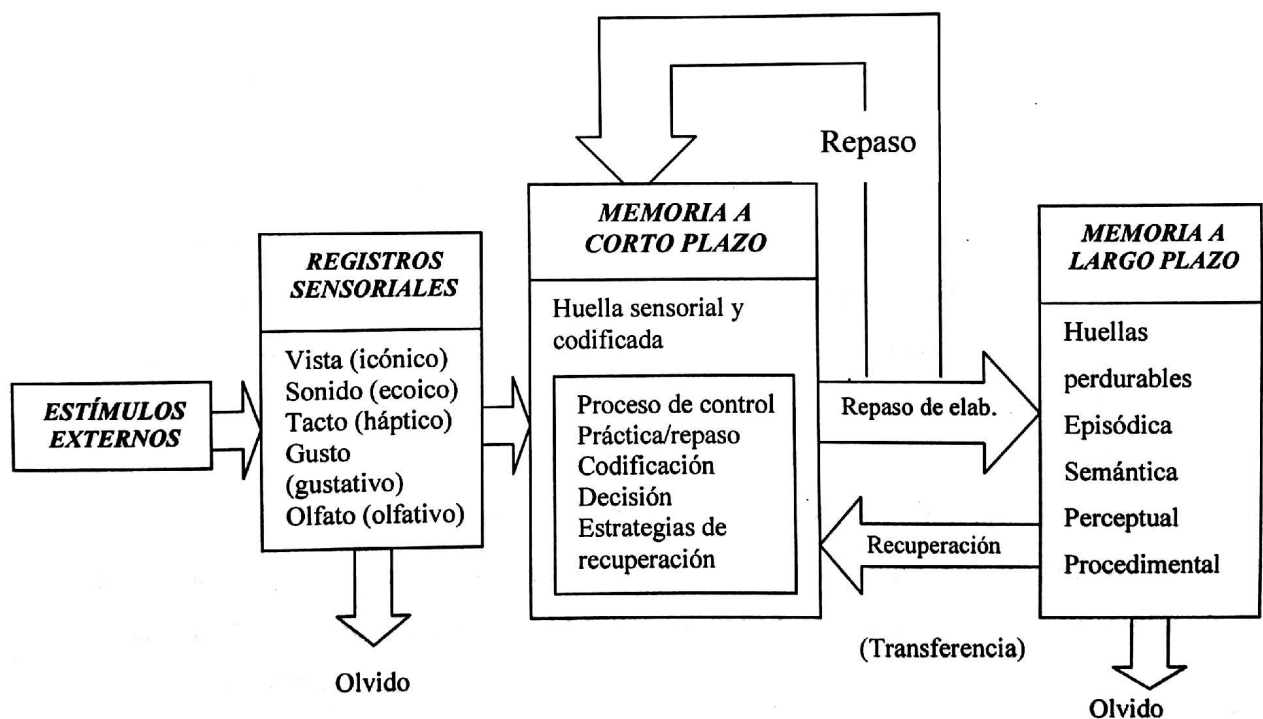 Repaso
MEMORIA A
CORTO PLAZO
MEMORIA A
LARGO PLAZO
REGISTROS
SENSORIALES
Huella sensorial y
codificada
Huellas
perdurables
Episódica
Semántica
Perceptual
Procedimental
Vista (icónico)
Sonido (ecoico)
Tacto (háptico)
Gusto
(gustativo)
Olfato (olfativo)
ESTÍMULOS
EXTERNOS
Proceso de control
Práctica/repaso
Codificación
Decisión
Estrategias de
recuperación
Repaso de elab.
Recuperación
(Transferencia)
Olvido
Olvido